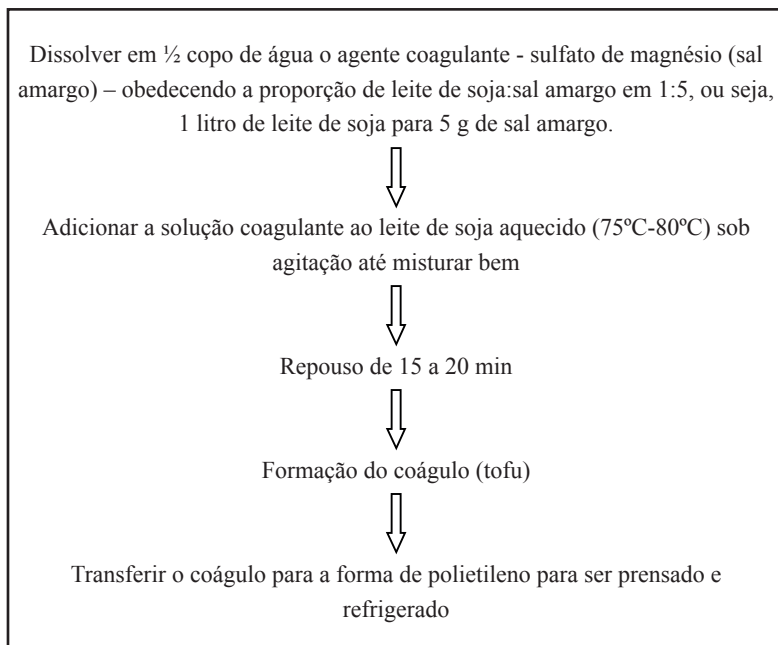 Dissolver em ½ copo de água o agente coagulante - sulfato de magnésio (sal
amargo) – obedecendo a proporção de leite de soja:sal amargo em 1:5, ou seja,
1 litro de leite de soja para 5 g de sal amargo.
Adicionar a solução coagulante ao leite de soja aquecido (75ºC-80ºC) sob
agitação até misturar bem
Repouso de 15 a 20 min
Formação do coágulo (tofu)
Transferir o coágulo para a forma de polietileno para ser prensado e
refrigerado